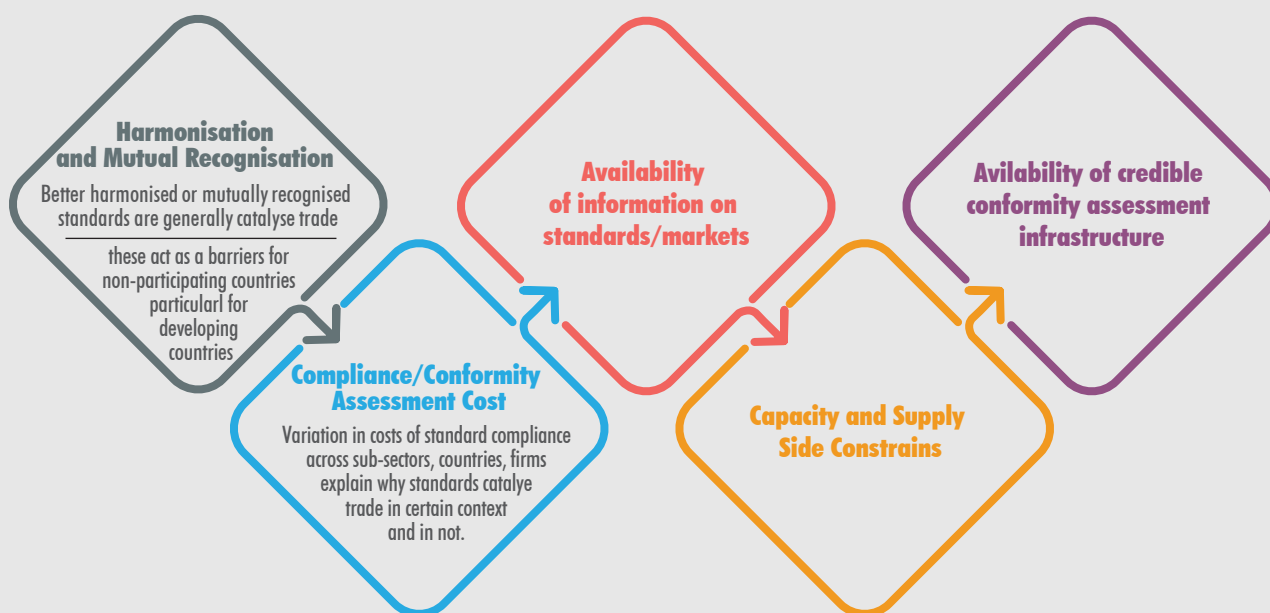 Harmonisation
and Mutual Recognisation
Better harmonised or mutually recognised
standards are generally catalyse trade
these act as a barriers for
non-participating countries
particularl for
developing
countries
Compliance/Conformity
Assessment Cost
Variation in costs of standard compliance
across sub-sectors, countries, firms
explain why standards catalye
trade in certain context
and in not.
Availability
of information on
standards/markets
Capacity and Supply
Side Constrains
Avilability of credible
conformity assessment
infrastructure